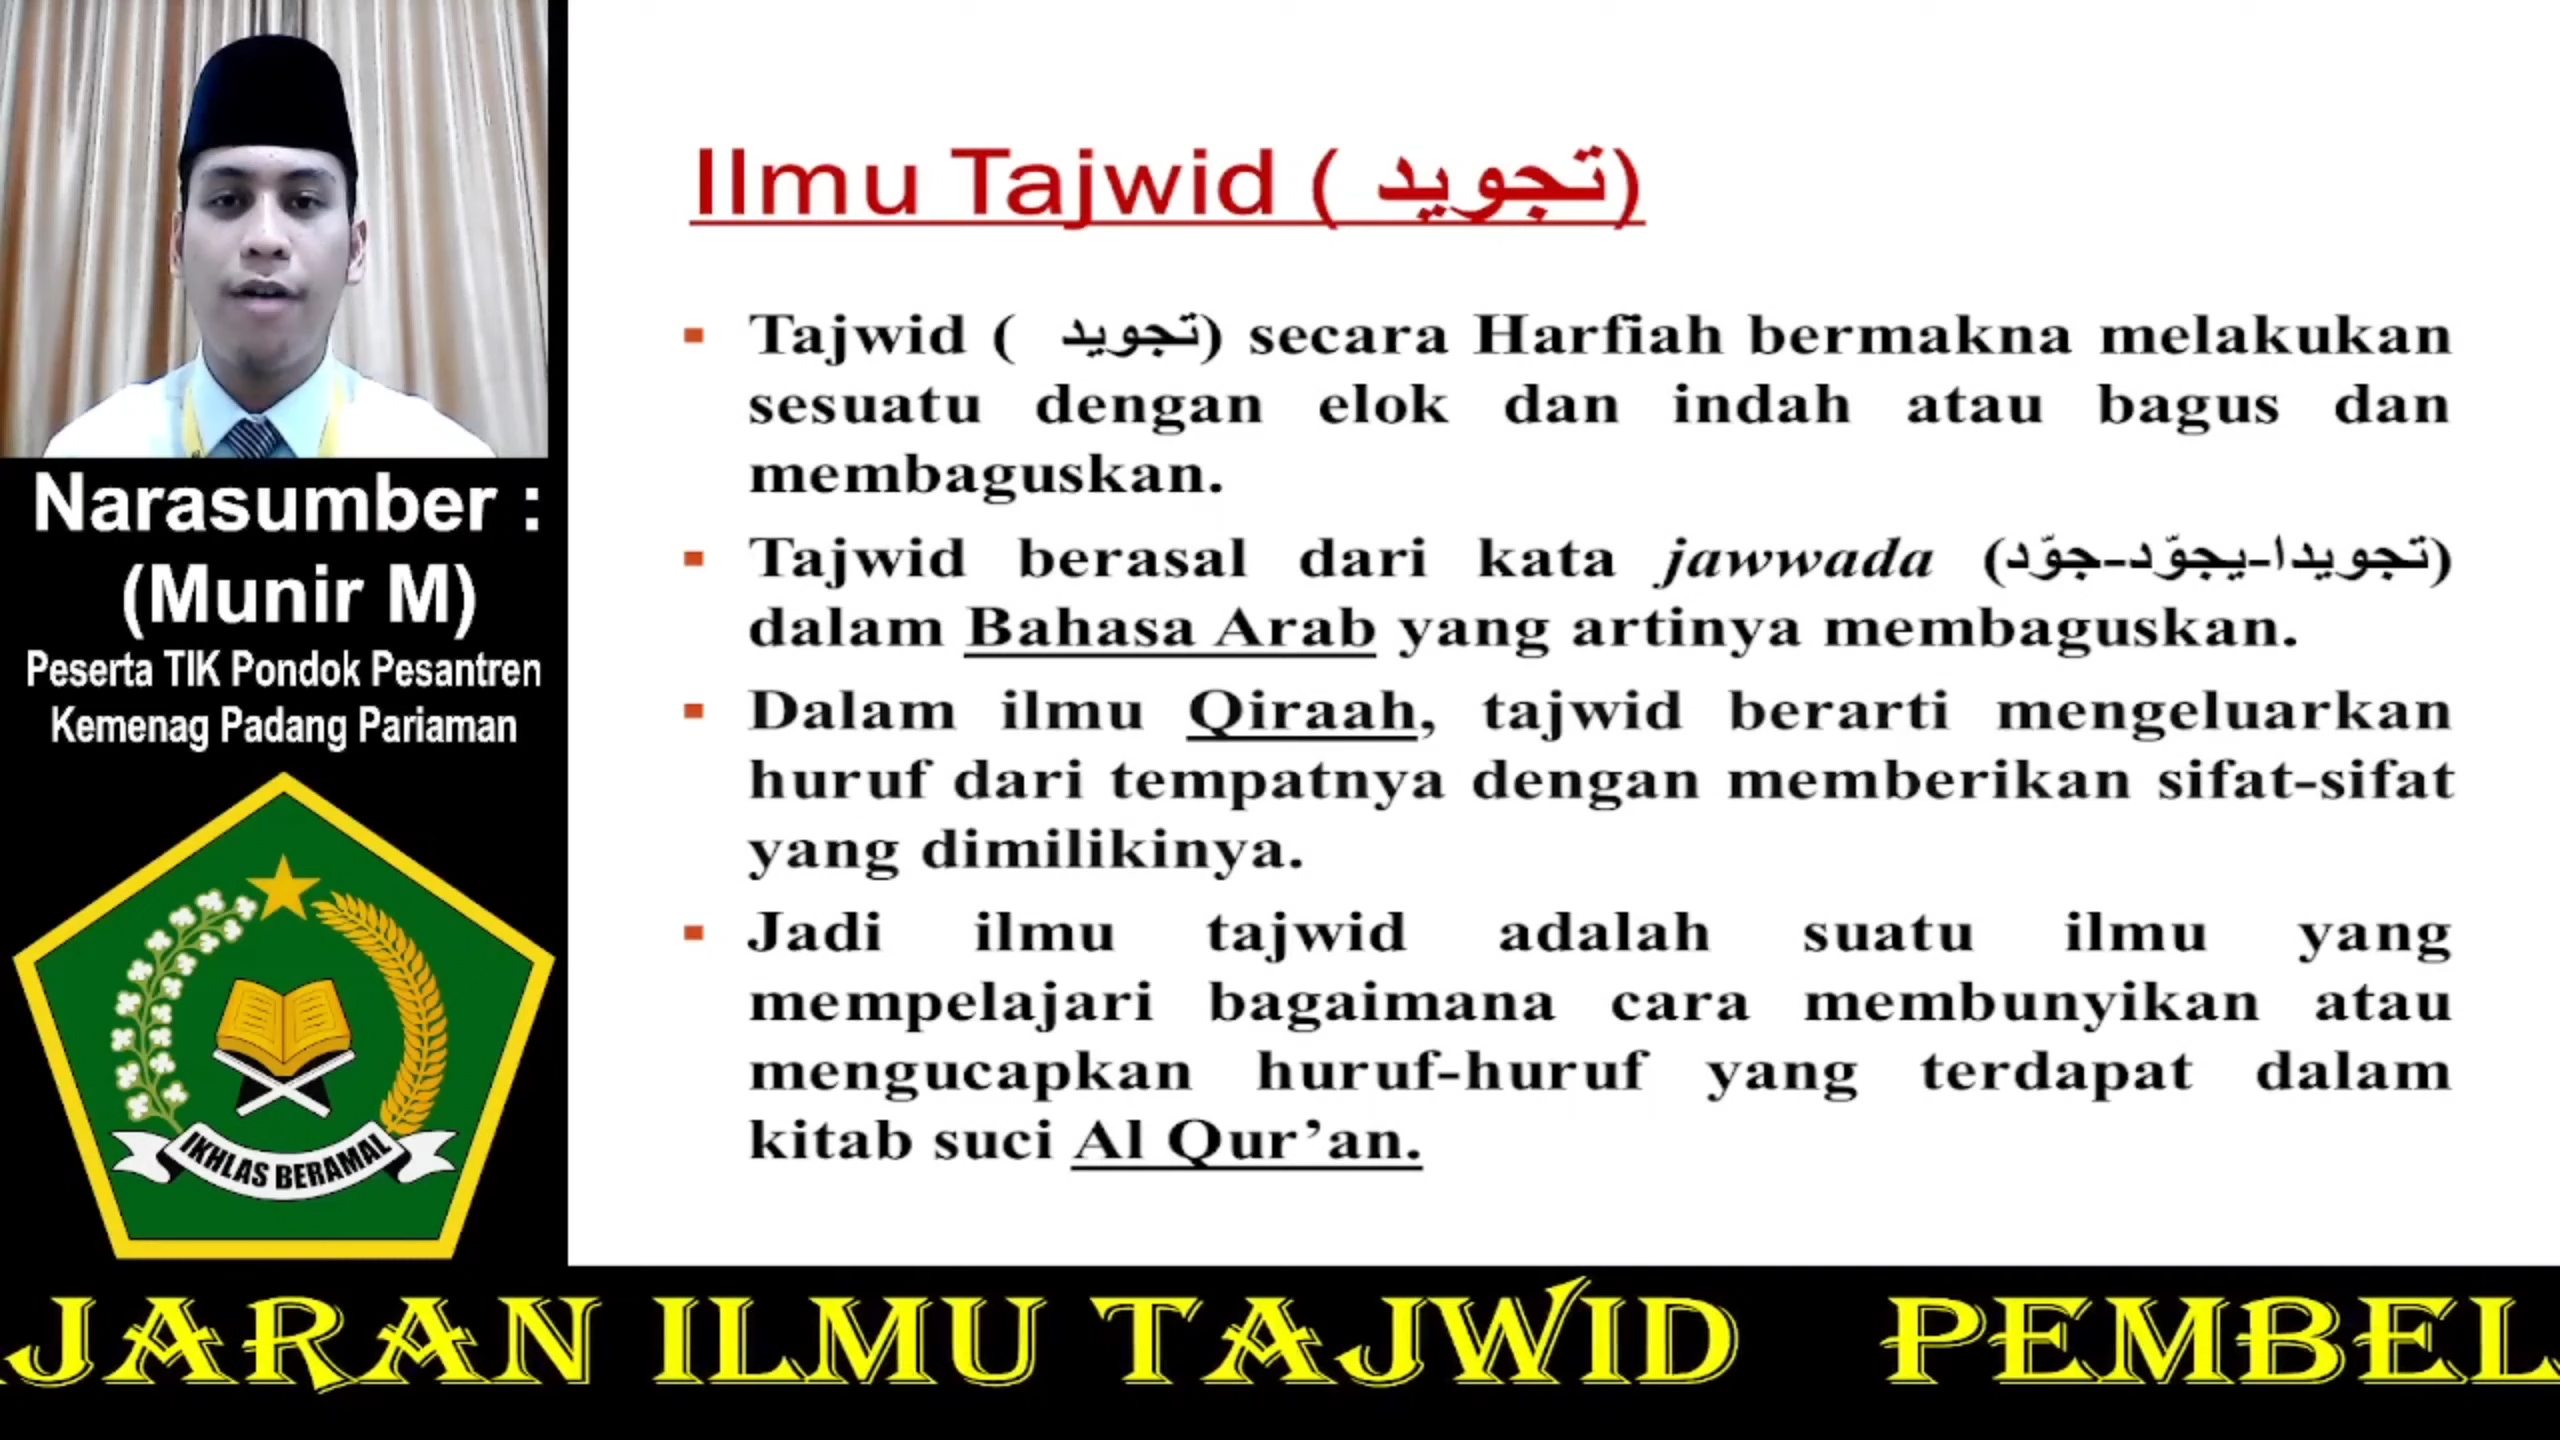 Narasumber :
(Munir M)
Peserta TIK Pondok Pesantren
Kemenag Padang Pariaman
IKHLAS BERAMAL
Ilmu Tajwid ( تجويد)
Tajwid ( تجويد) secara Harfiah bermakna melakukan
sesuatu dengan elok dan indah atau bagus dan
membaguskan.
Tajwid berasal dari kata jawwada (تجويدا-يجوّد-جوّد)
dalam Bahasa Arab yang artinya membaguskan.
Dalam ilmu Qiraah, tajwid berarti mengeluarkan
huruf dari tempatnya dengan memberikan sifat-sifat
yang dimilikinya.
Jadi ilmu tajwid adalah suatu ilmu yang
mempelajari bagaimana cara membunyikan atau
mengucapkan huruf-huruf yang terdapat dalam
kitab suci Al Qur’an.
JARAN ILMU TAJWID PEMBEL